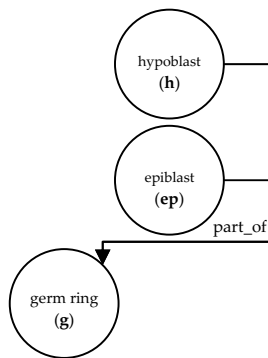 hypoblast
(h)
epiblast
(ep)
part_of
germ ring
(g)